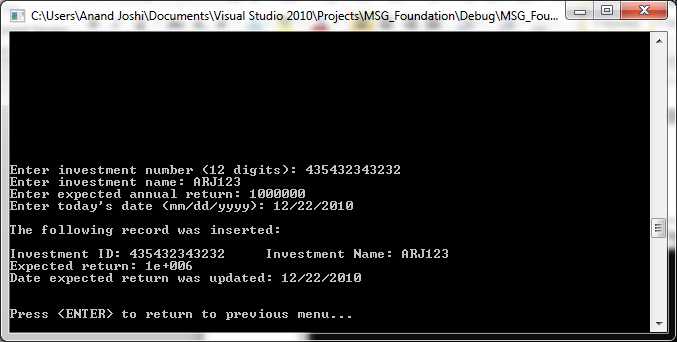 C:\Users\Anand Joshi\Documents\Visual Studio 2010\Projects\MSG_Foundation\Debug\MSG_Fou...
Enter investment number (12 digits): 435432343232
Enter investment name: ARJ123
Enter expected annual return: 1000000
Enter today's date (mm/dd/yyyy): 12/22/2010
The following record was inserted:
Investment ID: 435432343232     Investment Name: ARJ123
Expected return: 1e+006
Date expected return was updated: 12/22/2010
Press <ENTER> to return to previous menu...